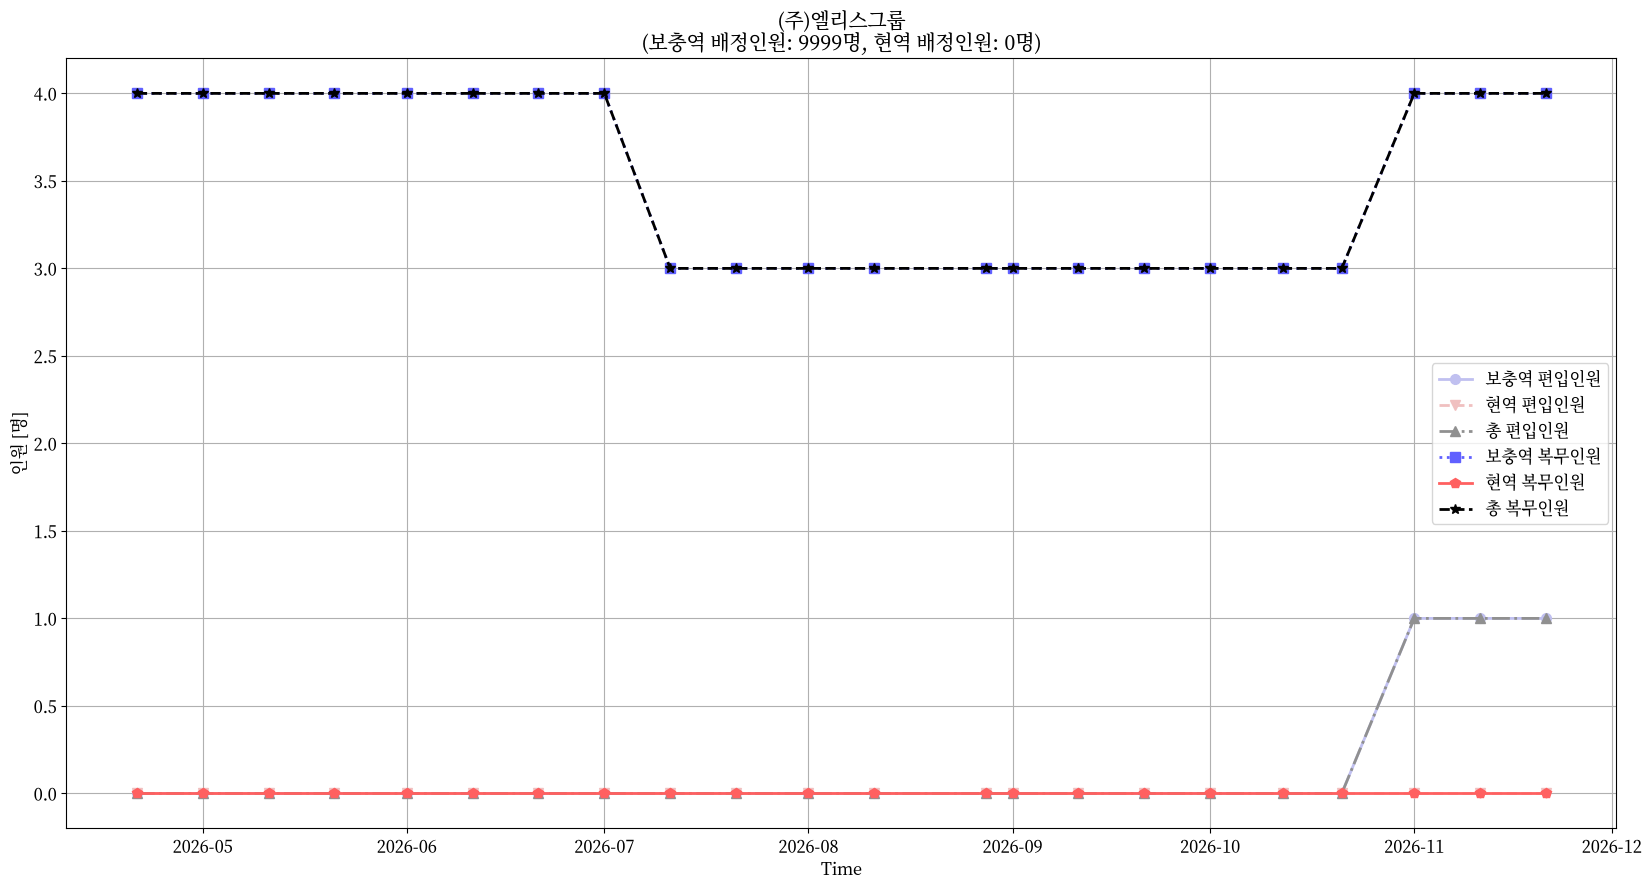 (주)엘리스그룹
(보충역 배정인원: 9999명, 현역 배정인원: 0명)
4.0
3.5
3.0
2.5
2.0
1.5
1.0
0.5
0.0
인원 [명]
보충역 편입인원
현역 편입인원
총 편입인원
보충역 복무인원
현역 복무인원
총 복무인원
2026-05 2026-06 2026-07 2026-08 2026-09 2026-10 2026-11 2026-12
Time